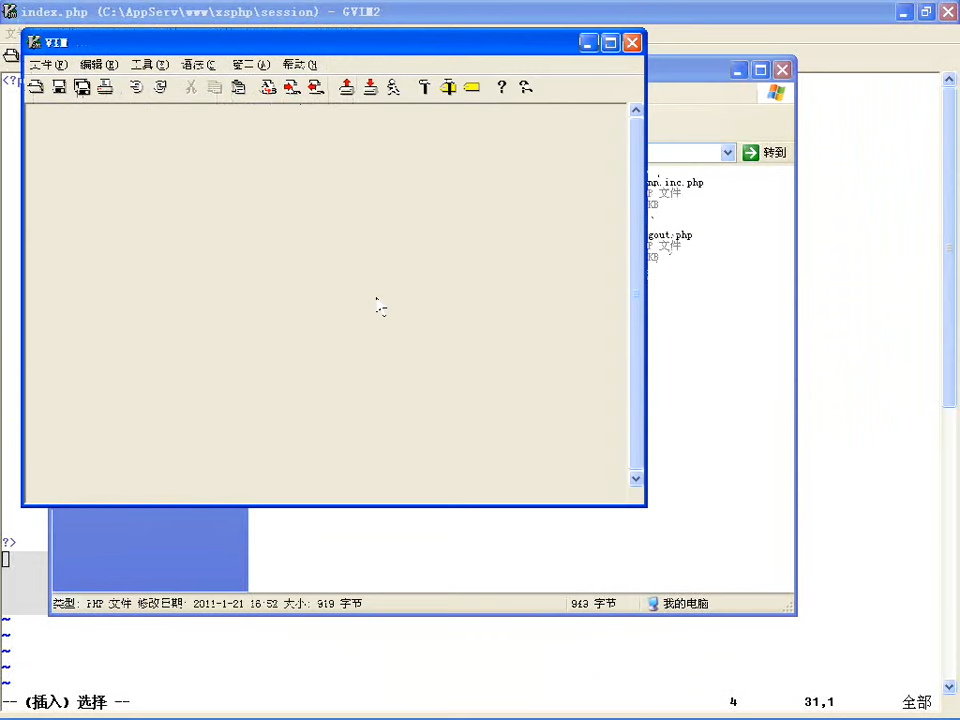 index.php (C:\AppServ\www\xsphp\session) - GVIM2
VIM
文件(F) 编辑(E) 工具(T) 语法(S) 窗口(W) 帮助(H)
转到
nn.inc.php
P 文件
KB
gout.php
P 文件
KB
<?p
?>
类型: PHP 文件 修改日期: 2011-1-21 16:52 大小: 919 字节
943 字节
我的电脑
~
~
~
~
~
-- (插入) 选择 --
4
31,1
全部